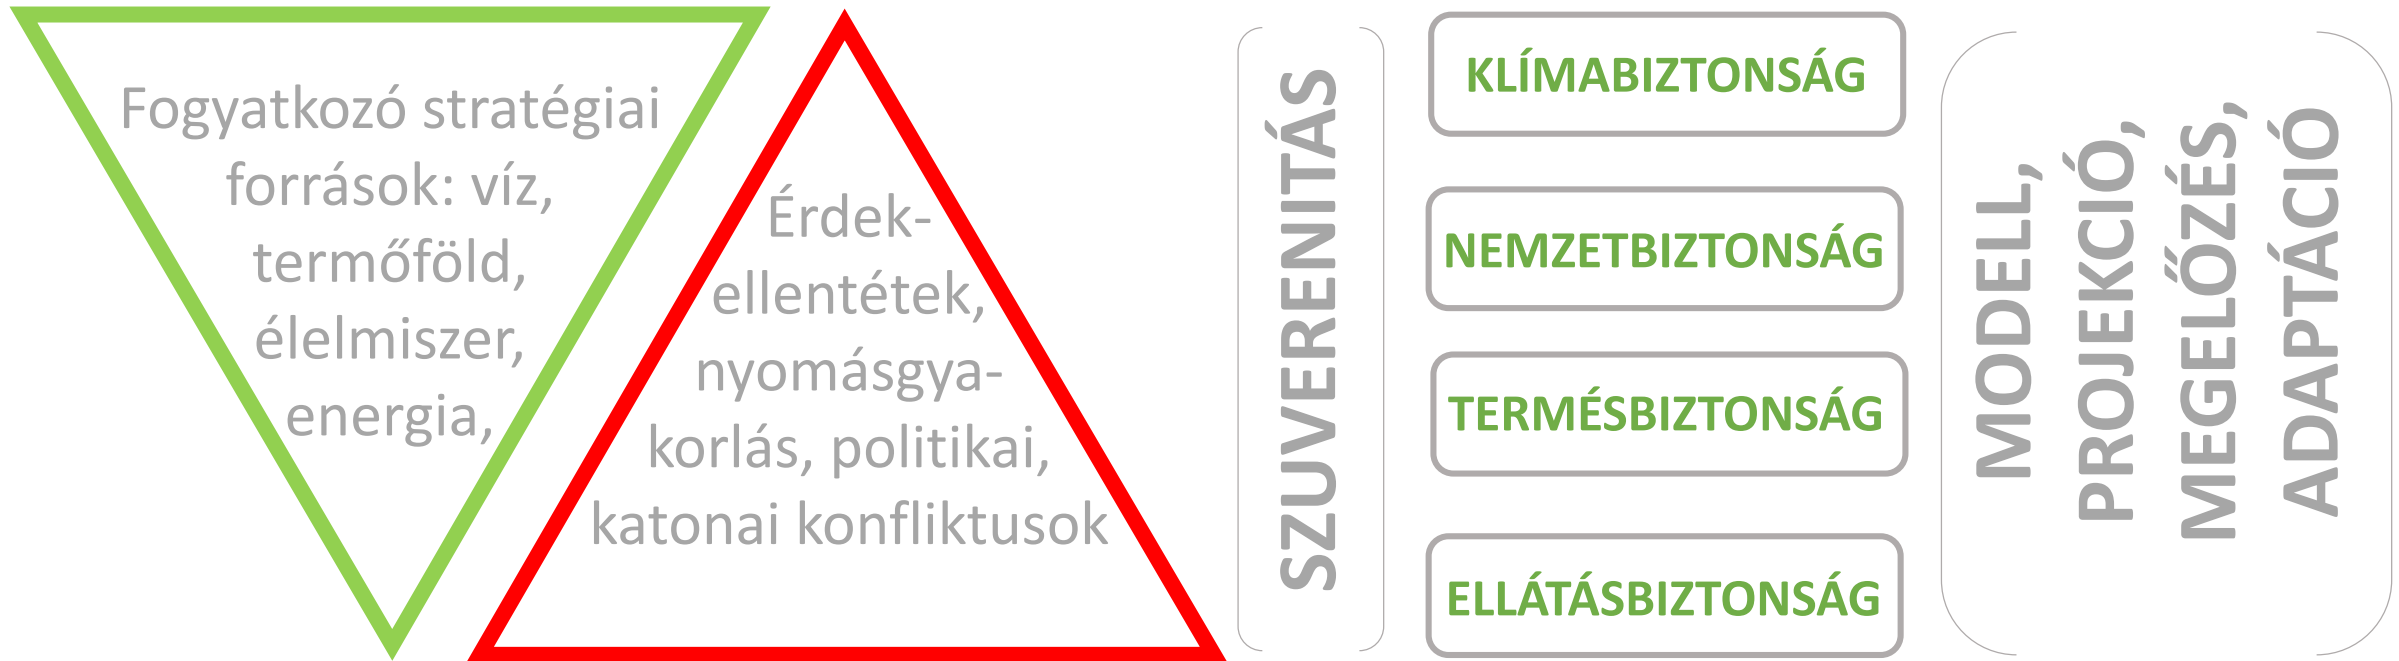 Fogyatkozó stratégiai
források: víz,
termőföld,
élelmiszer,
energia,
Érdek-
ellentétek,
nyomásgya-
korlás, politikai,
katonai konfliktusok
SZUVERENITÁS
KLÍMABIZTONSÁG
NEMZETBIZTONSÁG
TERMÉSBIZTONSÁG
ELLÁTÁSBIZTONSÁG
MODELL,
PROJEKCIÓ,
MEGELŐZÉS,
ADAPTÁCIÓ